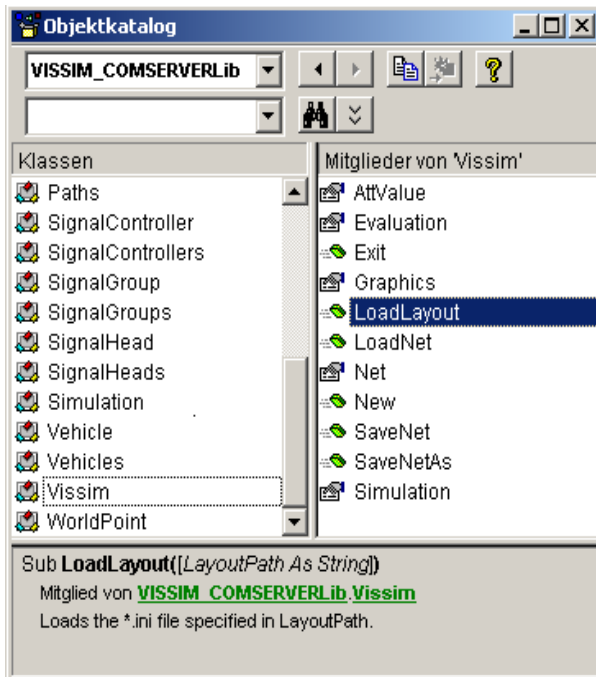 Objektkatalog
VISSIM_COMSERVERLib
Klassen
Paths
SignalController
SignalControllers
SignalGroup
SignalGroups
SignalHead
SignalHeads
Simulation
Vehicle
Vehicles
Vissim
WorldPoint
Mitglieder von 'Vissim'
AttValue
Evaluation
Exit
Graphics
LoadLayout
LoadNet
Net
New
SaveNet
SaveNetAs
Simulation
Sub LoadLayout([LayoutPath As String])
Mitglied von VISSIM_COMSERVERLib.Vissim
Loads the *.ini file specified in LayoutPath.